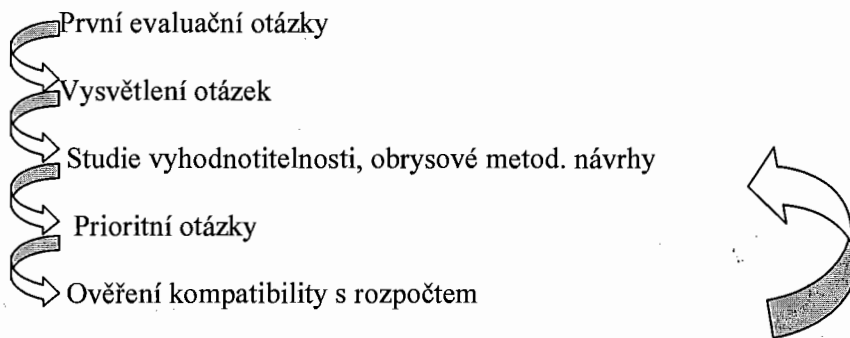 První evaluační otázky
Vysvětlení otázek
Studie vyhodnotitelnosti, obrysové metod. návrhy
Prioritní otázky
Ověření kompatibility s rozpočtem